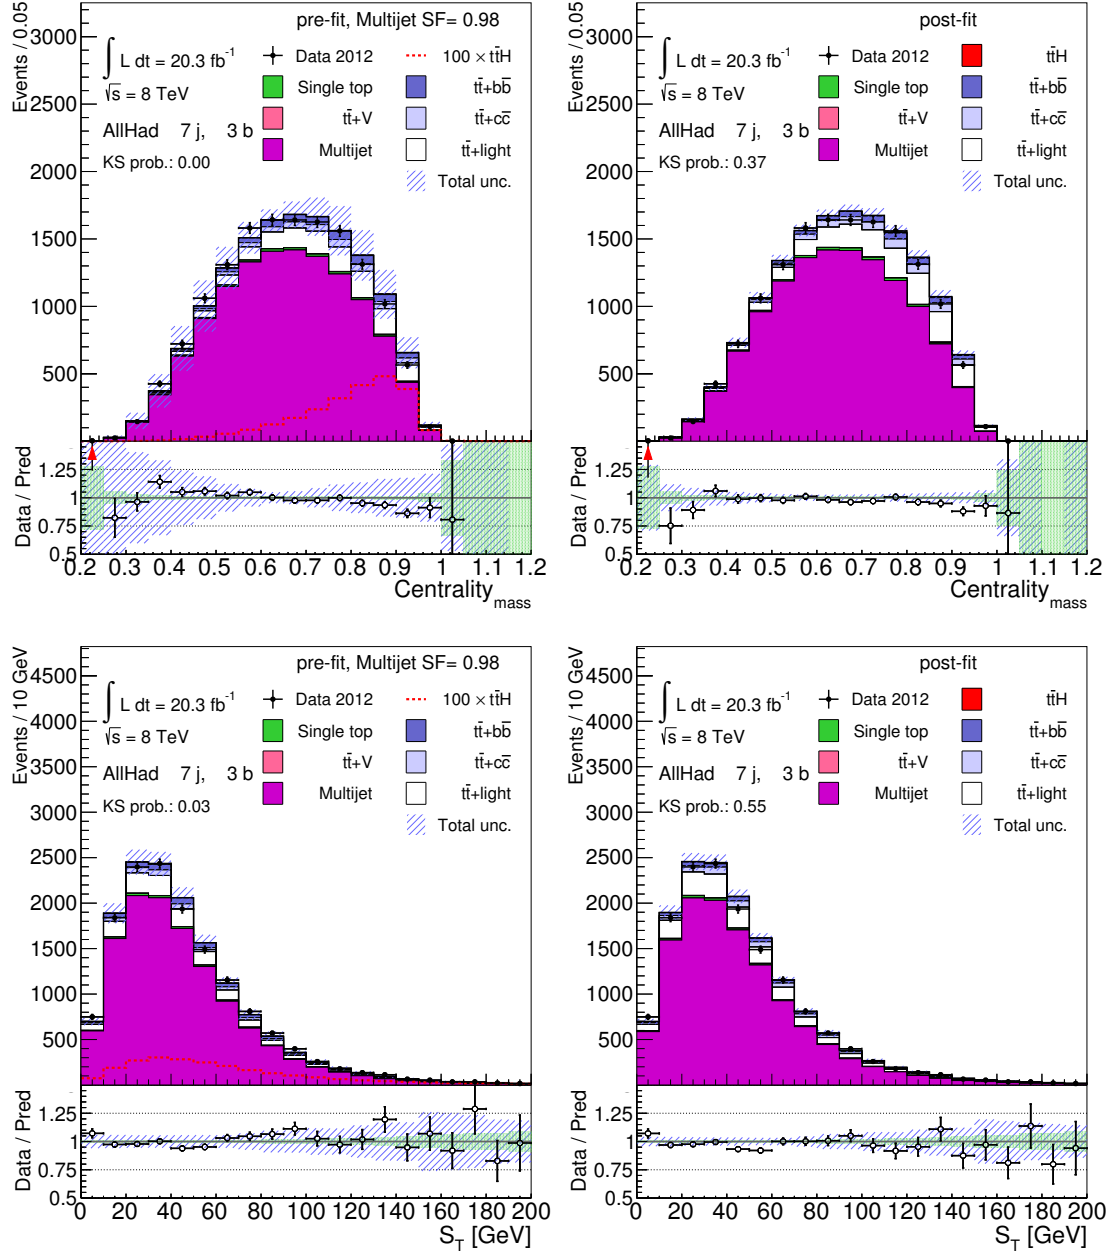 pre-fit, Multijet SF= 0.98
Events / 0.05
3000
2500
2000
1500
1000
500
∫ L dt = 20.3 fb⁻¹
√s = 8 TeV
AllHad 7 j, 3 b
KS prob.: 0.00
Data 2012
100 × tt̄H
Single top
tt̄+bb̄
tt̄+V
tt̄+cc̄
Multijet
tt̄+light
Total unc.
Data / Pred
1.25
1
0.75
0.5
0.2 0.3 0.4 0.5 0.6 0.7 0.8 0.9 1 1.1 1.2
Centrality_mass
post-fit
Events / 0.05
3000
2500
2000
1500
1000
500
∫ L dt = 20.3 fb⁻¹
√s = 8 TeV
AllHad 7 j, 3 b
KS prob.: 0.37
Data 2012
tt̄H
Single top
tt̄+bb̄
tt̄+V
tt̄+cc̄
Multijet
tt̄+light
Total unc.
Data / Pred
1.25
1
0.75
0.5
0.2 0.3 0.4 0.5 0.6 0.7 0.8 0.9 1 1.1 1.2
Centrality_mass
pre-fit, Multijet SF= 0.98
Events / 10 GeV
4500
4000
3500
3000
2500
2000
1500
1000
500
∫ L dt = 20.3 fb⁻¹
√s = 8 TeV
AllHad 7 j, 3 b
KS prob.: 0.03
Data 2012
100 × tt̄H
Single top
tt̄+bb̄
tt̄+V
tt̄+cc̄
Multijet
tt̄+light
Total unc.
Data / Pred
1.25
1
0.75
0.5
0 20 40 60 80 100 120 140 160 180 200
S_T [GeV]
post-fit
Events / 10 GeV
4500
4000
3500
3000
2500
2000
1500
1000
500
∫ L dt = 20.3 fb⁻¹
√s = 8 TeV
AllHad 7 j, 3 b
KS prob.: 0.55
Data 2012
tt̄H
Single top
tt̄+bb̄
tt̄+V
tt̄+cc̄
Multijet
tt̄+light
Total unc.
Data / Pred
1.25
1
0.75
0.5
0 20 40 60 80 100 120 140 160 180 200
S_T [GeV]